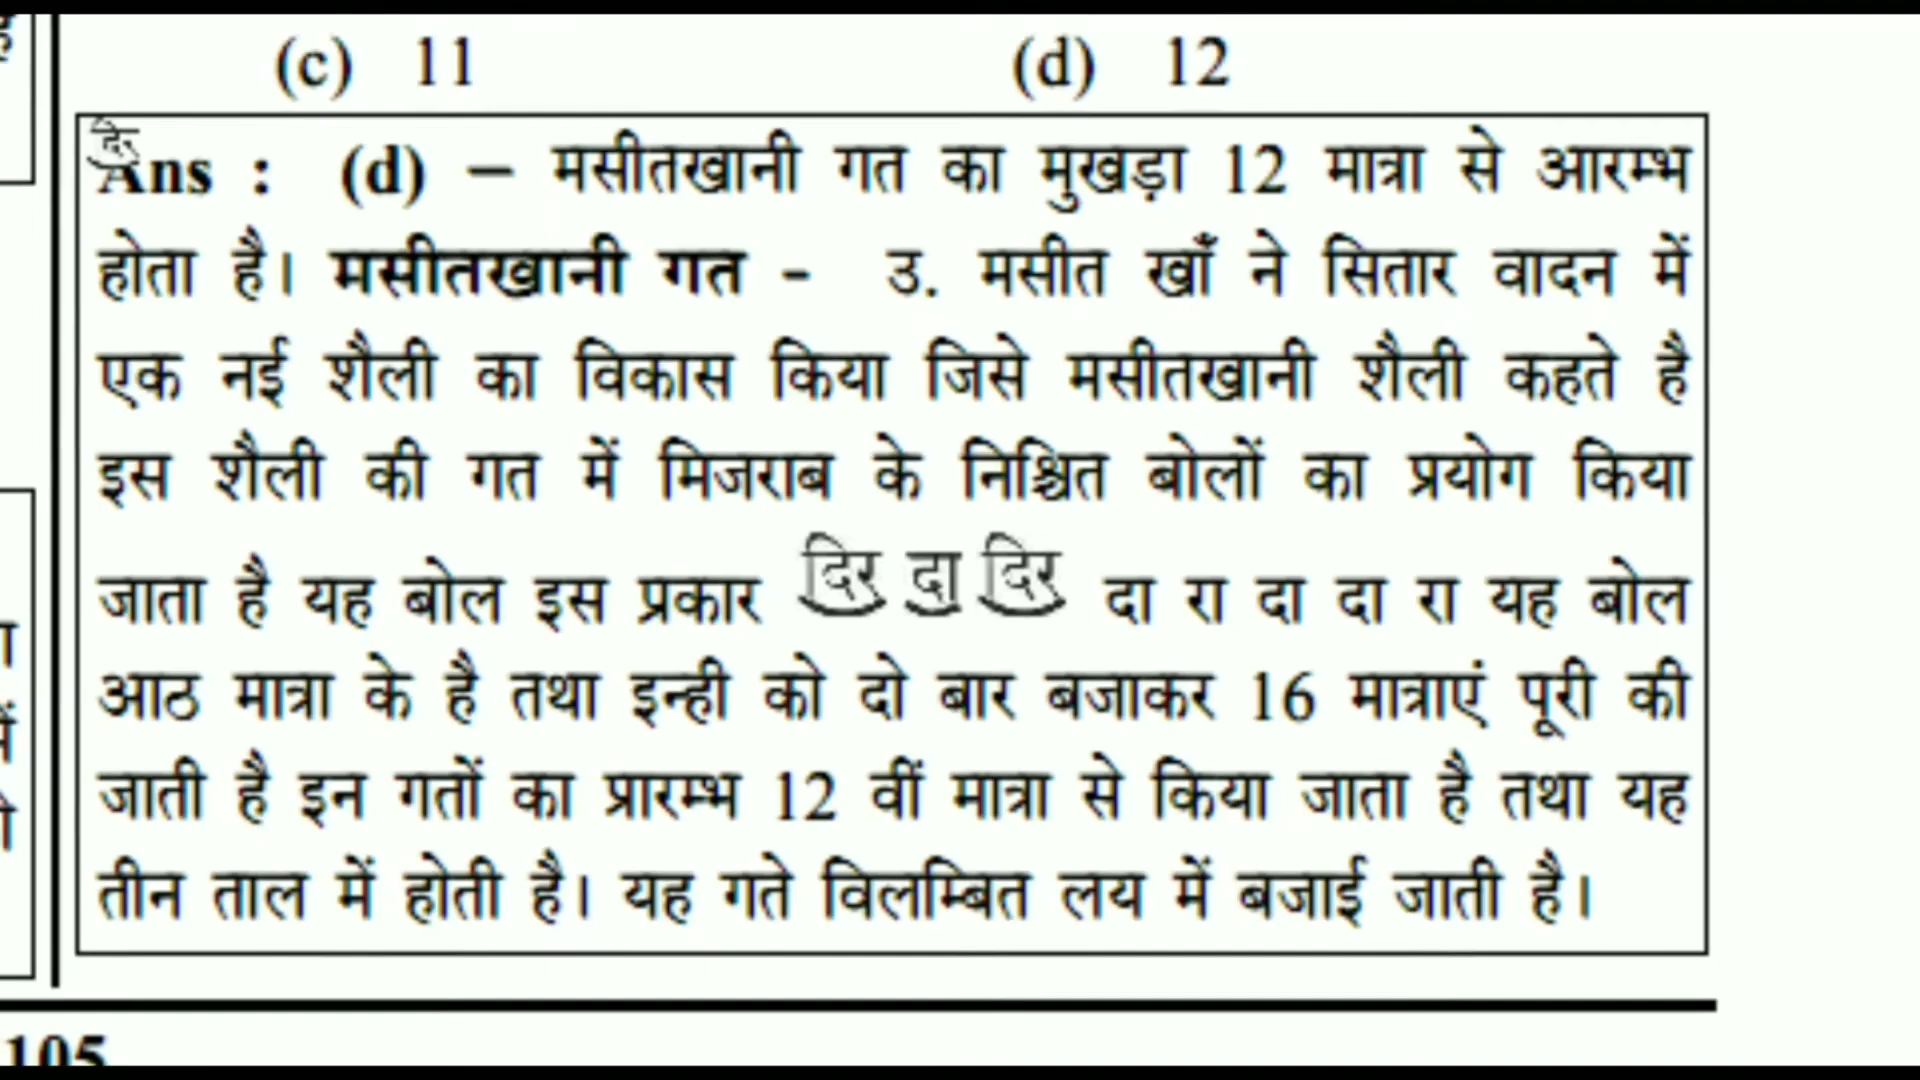 (c) 11 (d) 12
Ans : (d) – मसीतखानी गत का मुखड़ा 12 मात्रा से आरम्भ
होता है। मसीतखानी गत - उ. मसीत खाँ ने सितार वादन में
एक नई शैली का विकास किया जिसे मसीतखानी शैली कहते है
इस शैली की गत में मिजराब के निश्चित बोलों का प्रयोग किया
जाता है यह बोल इस प्रकार दिर दा दिर दा रा दा दा रा यह बोल
आठ मात्रा के है तथा इन्ही को दो बार बजाकर 16 मात्राएं पूरी की
जाती है इन गतों का प्रारम्भ 12 वीं मात्रा से किया जाता है तथा यह
तीन ताल में होती है। यह गते विलम्बित लय में बजाई जाती है।
105